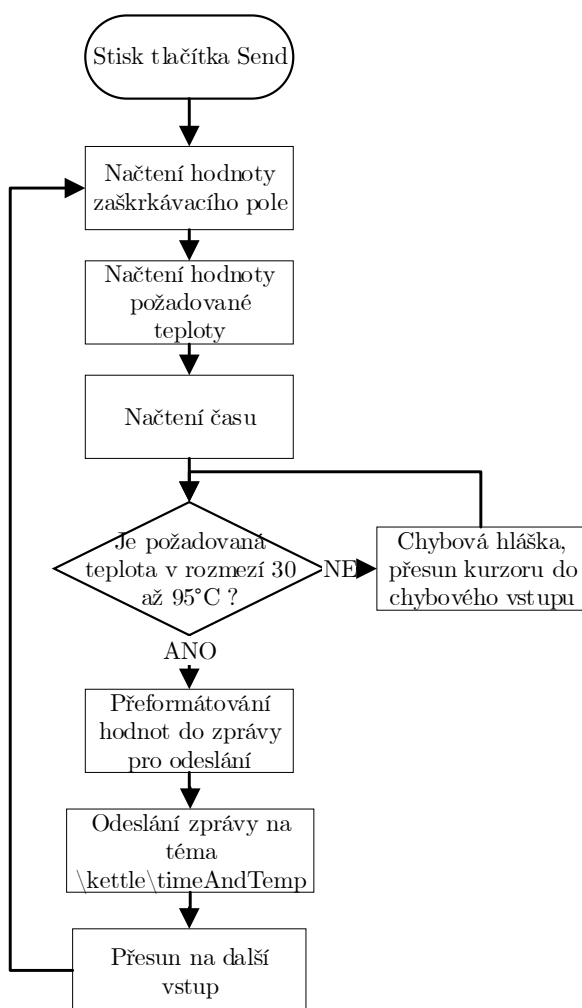 Stisk tlačítka Send
Načtení hodnoty
zaškrkávacího pole
Načtení hodnoty
požadované
teploty
Načtení času
Je požadovaná
teplota v rozmezí 30
až 95°C ?
NE
Chybová hláška,
přesun kurzoru do
chybového vstupu
ANO
Přeformátování
hodnot do zprávy
pro odeslání
Odeslání zprávy na
téma
\kettle\timeAndTemp
Přesun na další
vstup